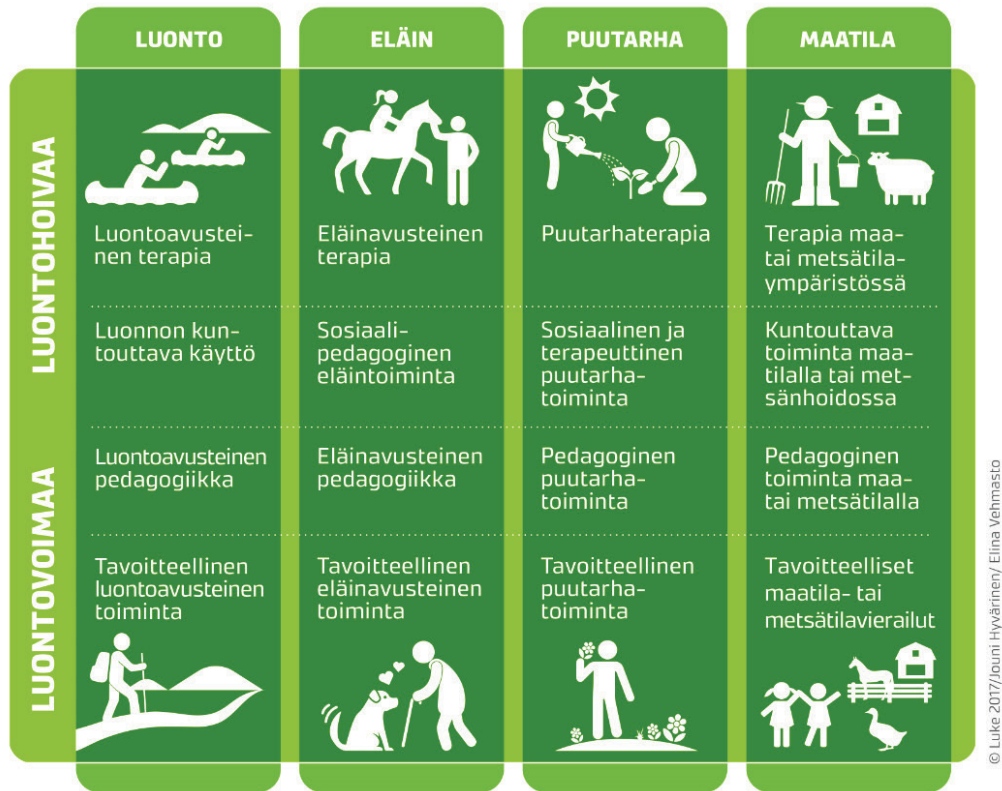 LUONTO
ELÄIN
PUUTARHA
MAATILA
LUONTOHOIVAA
Luontoavustei-
nen terapia
Eläinavusteinen
terapia
Puutarhaterapia
Terapia maa-
tai metsätila-
ympäristössä
Luonnon kun-
touttava käyttö
Sosiaali-
pedagoginen
eläintoiminta
Sosiaalinen ja
terapeuttinen
puutarha-
toiminta
Kuntouttava
toiminta maa-
tilalla tai met-
sänhoidossa
LUONTOVOIMAA
Luontoavusteinen
pedagogiikka
Eläinavusteinen
pedagogiikka
Pedagoginen
puutarha-
toiminta
Pedagoginen
toiminta maa-
tai metsätilalla
Tavoitteellinen
luontoavusteinen
toiminta
Tavoitteellinen
eläinavusteinen
toiminta
Tavoitteellinen
puutarha-
toiminta
Tavoitteelliset
maatila- tai
metsätilavierailut
© Luke 2017/Jouni Hyvärinen/ Elina Vehmasto